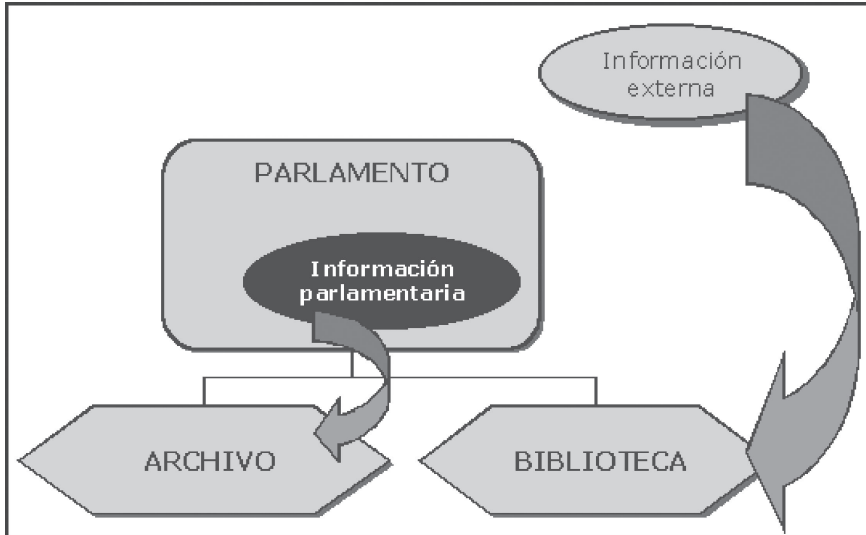 Información
externa
PARLAMENTO
Información
parlamentaria
ARCHIVO
BIBLIOTECA